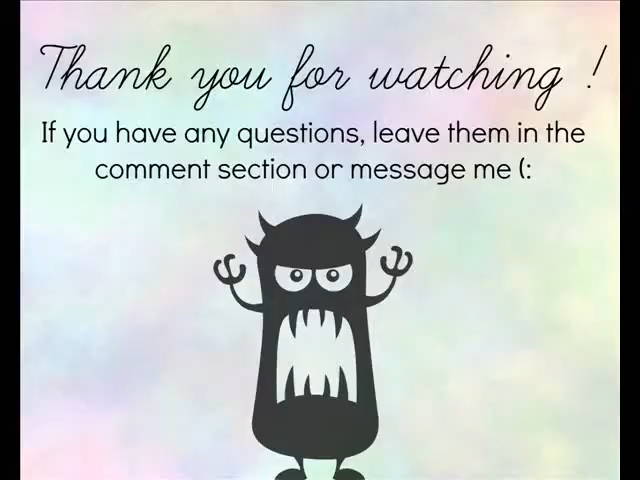 Thank you for watching !
If you have any questions, leave them in the
comment section or message me (: